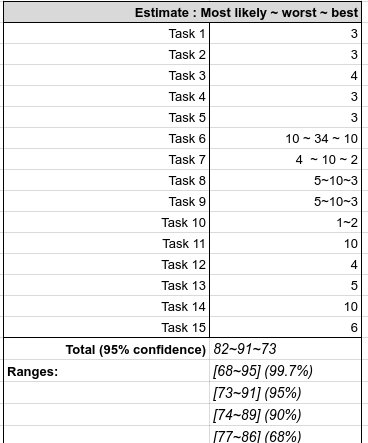 Estimate : Most likely ~ worst ~ best
Task 1 3
Task 2 3
Task 3 4
Task 4 3
Task 5 3
Task 6 10 ~ 34 ~ 10
Task 7 4 ~ 10 ~ 2
Task 8 5~10~3
Task 9 5~10~3
Task 10 1~2
Task 11 10
Task 12 4
Task 13 5
Task 14 10
Task 15 6
Total (95% confidence) 82~91~73
Ranges: [68~95] (99.7%)
[73~91] (95%)
[74~89] (90%)
[77~86] (68%)